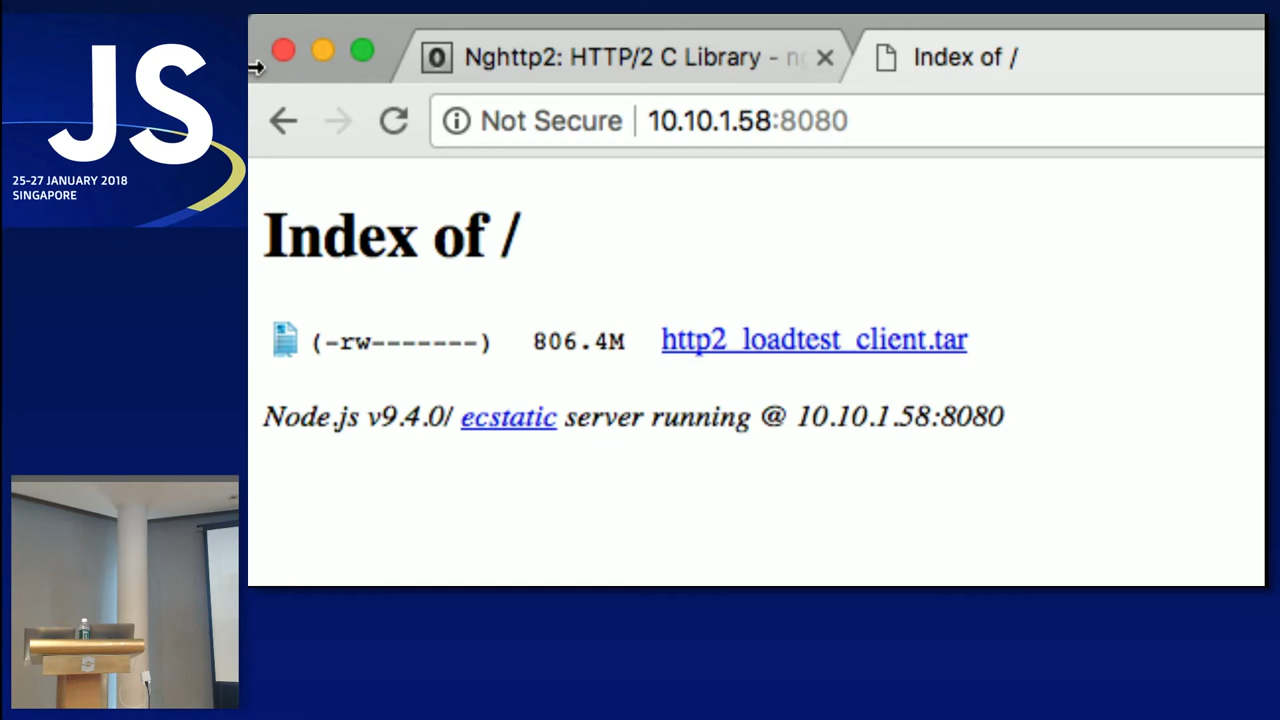 JS
25-27 JANUARY 2018
SINGAPORE
Nghttp2: HTTP/2 C Library - ng
Index of /
Not Secure | 10.10.1.58:8080
Index of /
(-rw-------) 806.4M http2_loadtest_client.tar
Node.js v9.4.0/ ecstatic server running @ 10.10.1.58:8080